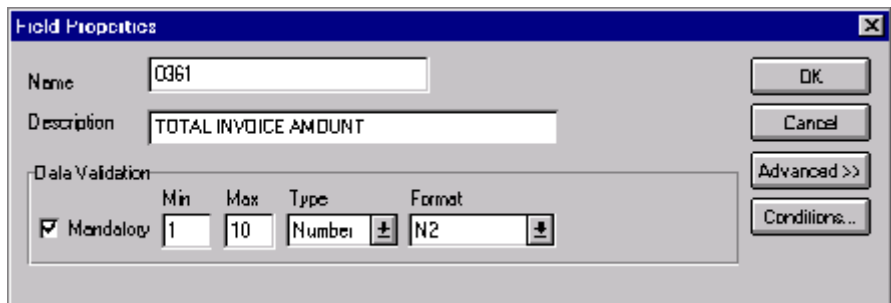 Field Properties
Name 0361 OK
Description TOTAL INVOICE AMOUNT Cancel
Advanced >>
Data Validation
Min Max Type Format
Mandatory 1 10 Number N2 Conditions...